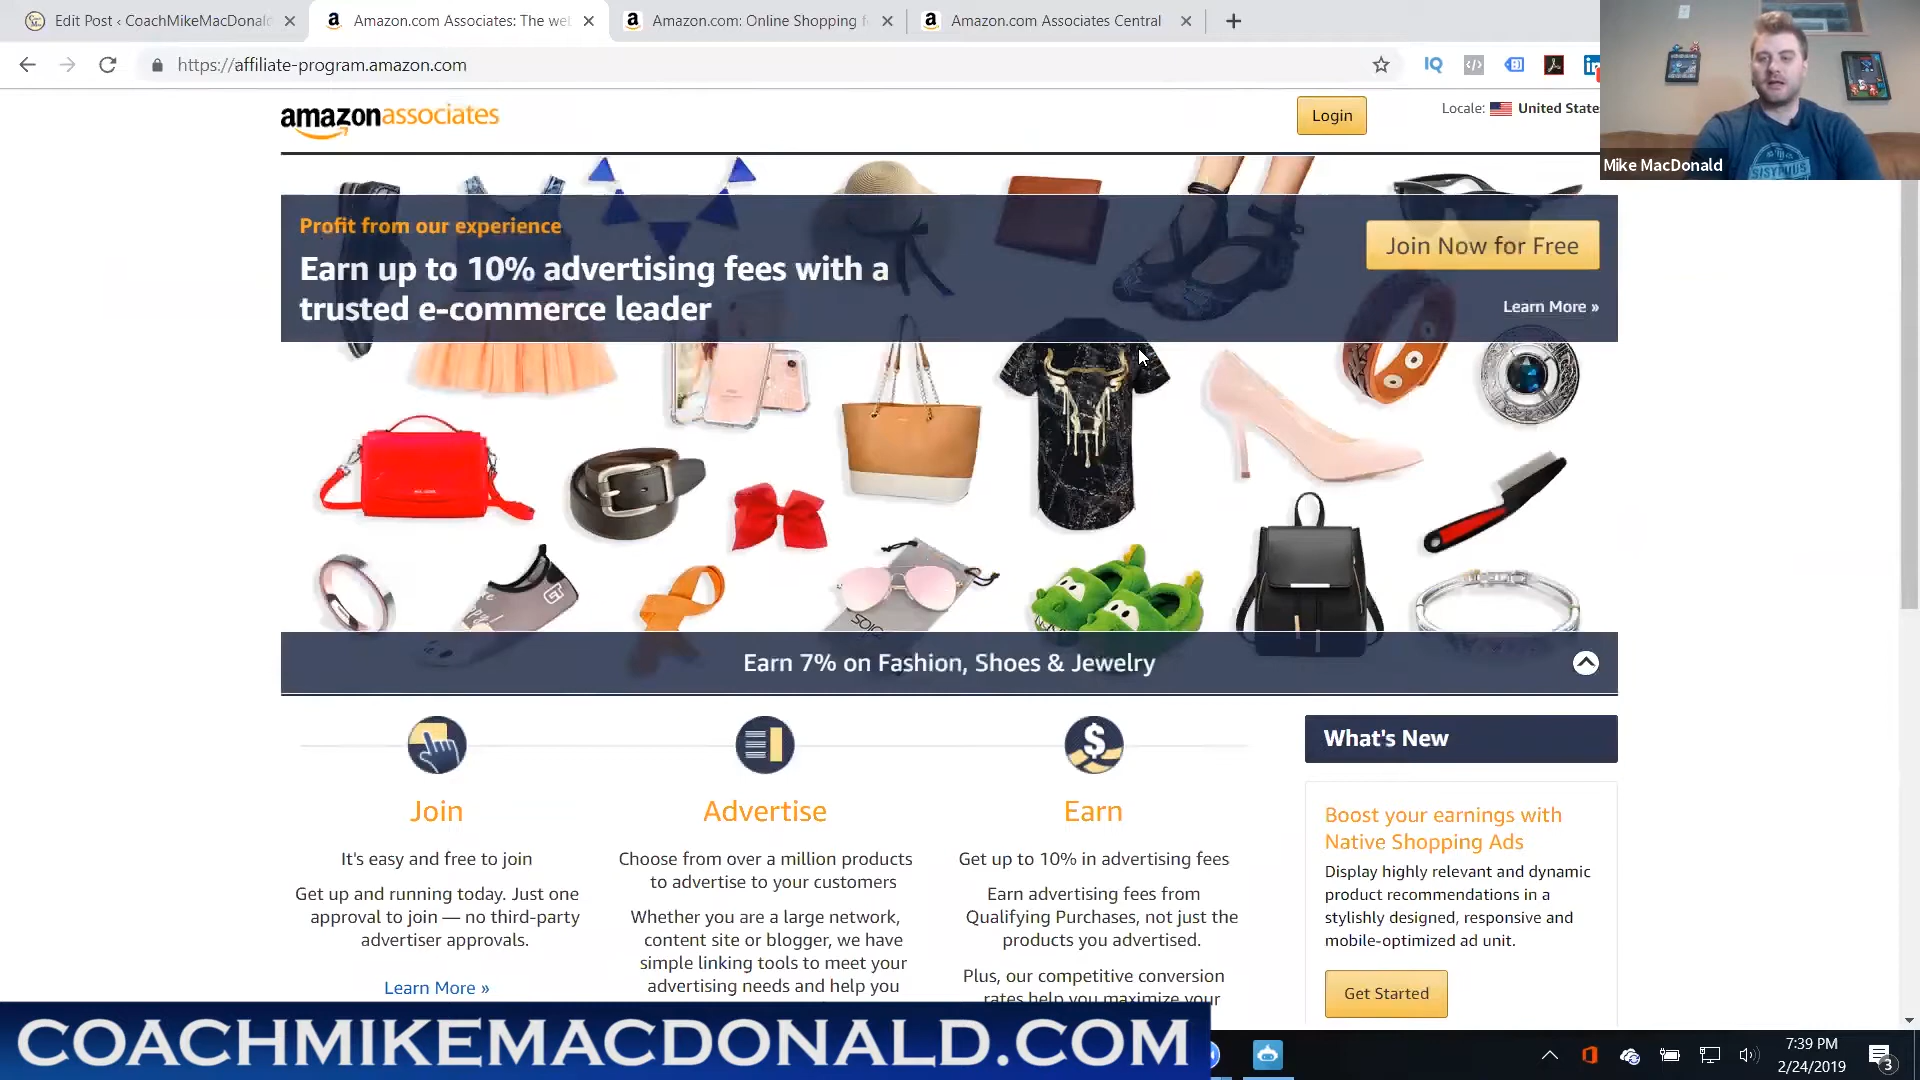 Edit Post ‹ CoachMikeMacDonald
Amazon.com Associates: The we
Amazon.com: Online Shopping f
Amazon.com Associates Central
https://affiliate-program.amazon.com
IQ
in
amazonassociates
Login
Locale:
United State
Mike MacDonald
Profit from our experience
Earn up to 10% advertising fees with a
trusted e-commerce leader
Join Now for Free
Learn More »
Earn 7% on Fashion, Shoes & Jewelry
Join
It's easy and free to join
Get up and running today. Just one
approval to join — no third-party
advertiser approvals.
Learn More »
Advertise
Choose from over a million products
to advertise to your customers
Whether you are a large network,
content site or blogger, we have
simple linking tools to meet your
advertising needs and help you
$
Earn
Get up to 10% in advertising fees
Earn advertising fees from
Qualifying Purchases, not just the
products you advertised.
Plus, our competitive conversion
rates help you maximize your
What's New
Boost your earnings with
Native Shopping Ads
Display highly relevant and dynamic
product recommendations in a
stylishly designed, responsive and
mobile-optimized ad unit.
Get Started
COACHMIKEMACDONALD.COM
7:39 PM
2/24/2019
3